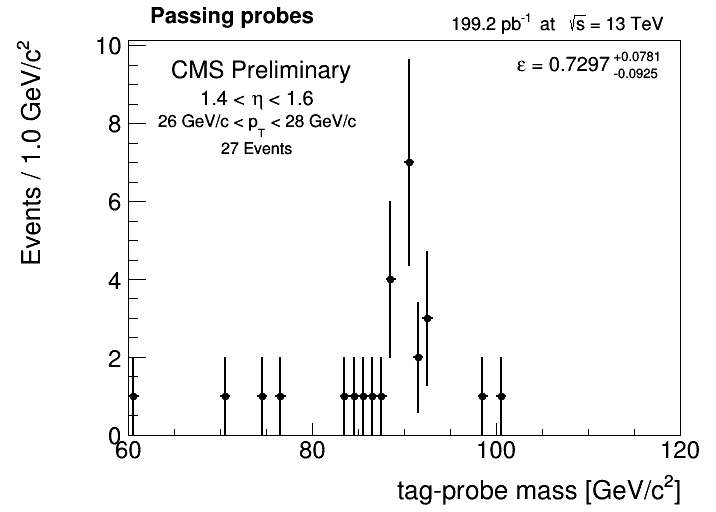 Passing probes
199.2 pb⁻¹ at √s = 13 TeV
CMS Preliminary
ε = 0.7297 +0.0781 -0.0925
1.4 < η < 1.6
26 GeV/c < p_T < 28 GeV/c
27 Events
Events / 1.0 GeV/c²
10
8
6
4
2
0
60 80 100 120
tag-probe mass [GeV/c²]